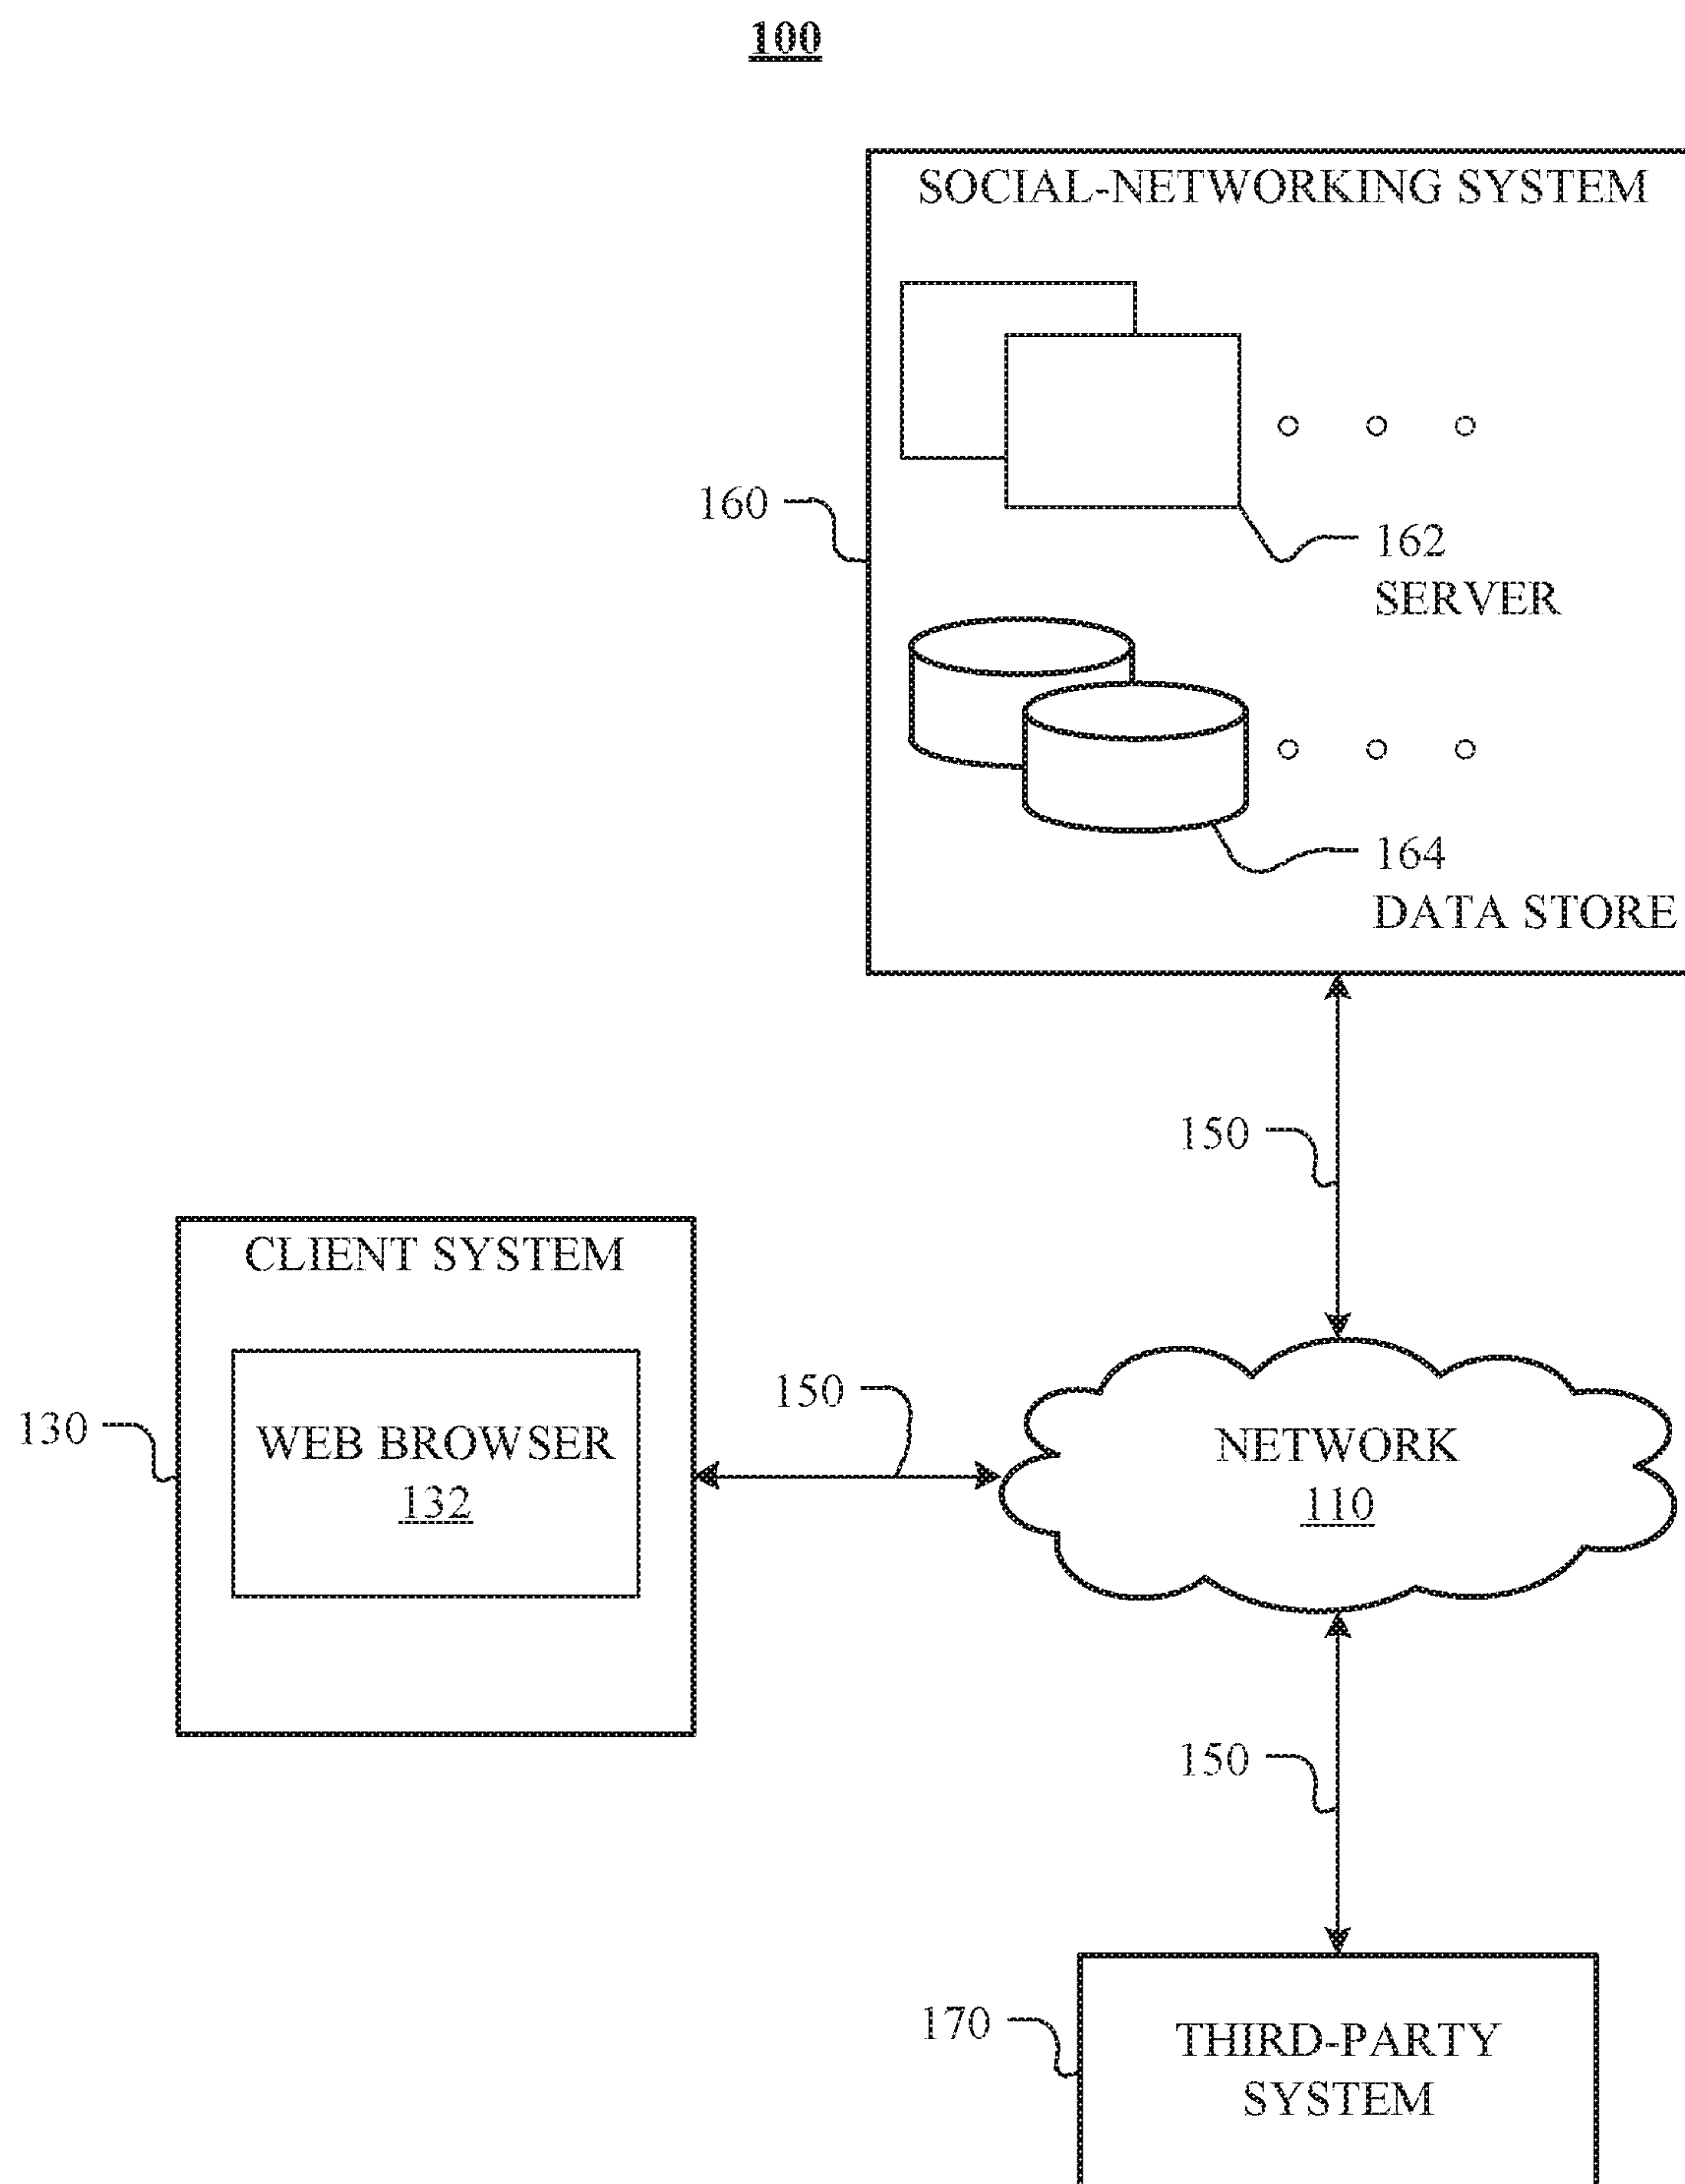 100
SOCIAL-NETWORKING SYSTEM
160
162
SERVER
164
DATA STORE
150
CLIENT SYSTEM
130
WEB BROWSER
132
150
NETWORK
110
150
170
THIRD-PARTY
SYSTEM